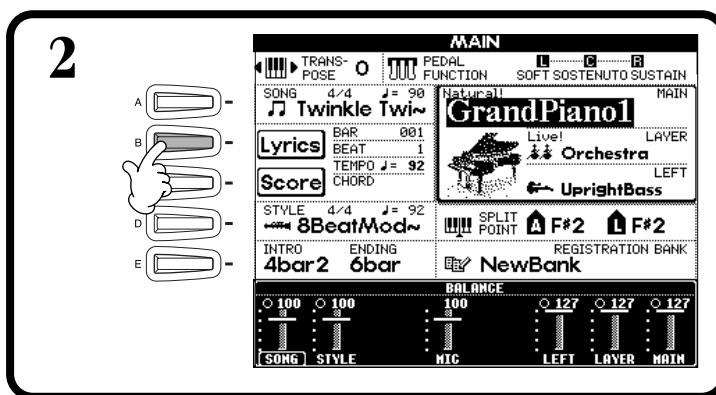 2
MAIN
TRANS-POSE 0
PEDAL FUNCTION
L C R
SOFT SOSTENUTO SUSTAIN
SONG 4/4 ♩= 90
Twinkle Twi~
Natural! MAIN
GrandPiano1
A
B
D
E
Lyrics
BAR 001
BEAT 1
TEMPO ♩= 92
Score
CHORD
Live! LAYER
Orchestra
LEFT
UprightBass
STYLE 4/4 ♩= 92
8BeatMod~
SPLIT POINT A F#2 L F#2
INTRO ENDING
4bar2 6bar
REGISTRATION BANK
NewBank
BALANCE
100 100 100 127 127 127
SONG STYLE MIC LEFT LAYER MAIN